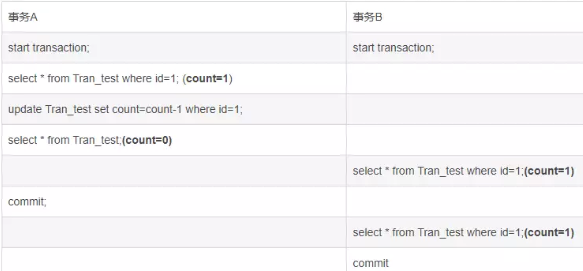 事务A 事务B
start transaction; start transaction;
select * from Tran_test where id=1; (count=1)
update Tran_test set count=count-1 where id=1;
select * from Tran_test;(count=0)
select * from Tran_test where id=1;(count=1)
commit;
select * from Tran_test where id=1;(count=1)
commit